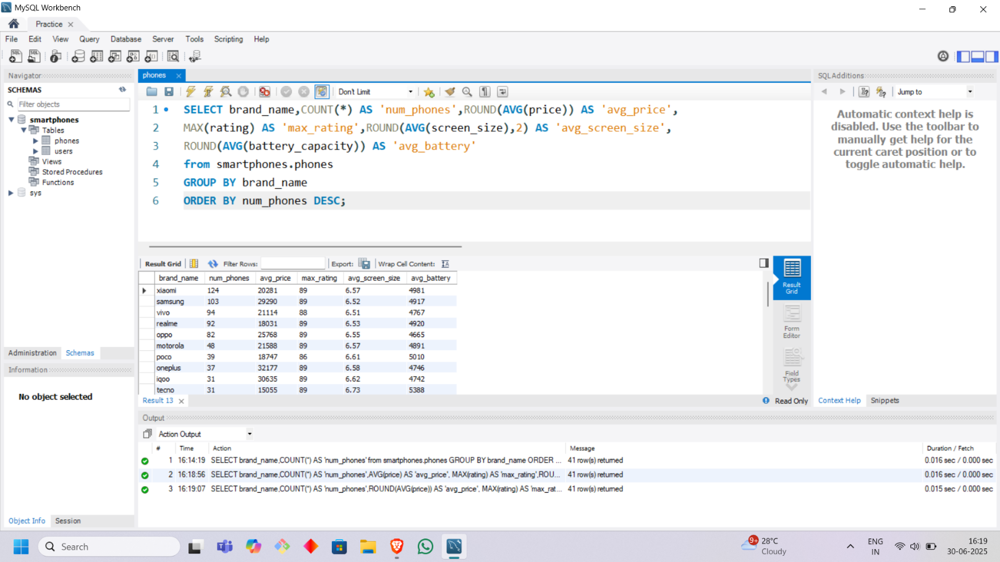 MySQL Workbench
Practice
File Edit View Query Database Server Tools Scripting Help
Navigator
SCHEMAS
Filter objects
smartphones
Tables
phones
users
Views
Stored Procedures
Functions
sys
Administration Schemas
Information
No object selected
Object Info Session
phones
Don't Limit
1 SELECT brand_name,COUNT(*) AS 'num_phones',ROUND(AVG(price)) AS 'avg_price',
2 MAX(rating) AS 'max_rating',ROUND(AVG(screen_size),2) AS 'avg_screen_size',
3 ROUND(AVG(battery_capacity)) AS 'avg_battery'
4 from smartphones.phones
5 GROUP BY brand_name
6 ORDER BY num_phones DESC;
Result Grid Filter Rows: Export: Wrap Cell Content:
brand_name num_phones avg_price max_rating avg_screen_size avg_battery
xiaomi 124 20281 89 6.57 4981
samsung 103 29290 89 6.52 4917
vivo 94 21114 88 6.51 4767
realme 92 18031 89 6.53 4920
oppo 82 25768 89 6.55 4665
motorola 48 21588 89 6.57 4891
poco 39 18747 86 6.61 5010
oneplus 37 32177 89 6.58 4746
iqoo 31 30635 89 6.62 4742
tecno 31 15055 89 6.73 5388
Result
Grid
Form
Editor
Field
Types
Result 13
Read Only
SQLAdditions
Jump to
Automatic context help is
disabled. Use the toolbar to
manually get help for the
current caret position or to
toggle automatic help.
Context Help Snippets
Output
Action Output
# Time Action Message Duration / Fetch
1 16:14:19 SELECT brand_name,COUNT(*) AS 'num_phones' from smartphones.phones GROUP BY brand_name ORDER ... 41 row(s) returned 0.016 sec / 0.000 sec
2 16:18:56 SELECT brand_name,COUNT(*) AS 'num_phones',AVG(price) AS 'avg_price', MAX(rating) AS 'max_rating',ROU... 41 row(s) returned 0.016 sec / 0.000 sec
3 16:19:07 SELECT brand_name,COUNT(*) AS 'num_phones',ROUND(AVG(price)) AS 'avg_price', MAX(rating) AS 'max_rat... 41 row(s) returned 0.015 sec / 0.000 sec
Search
9+
28°C
Cloudy
ENG
IN
16:19
30-06-2025